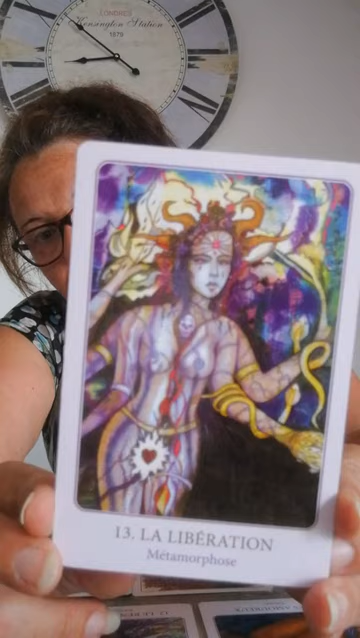 LONDRES
Kensington Station
1879
13. LA LIBÉRATION
Métamorphose